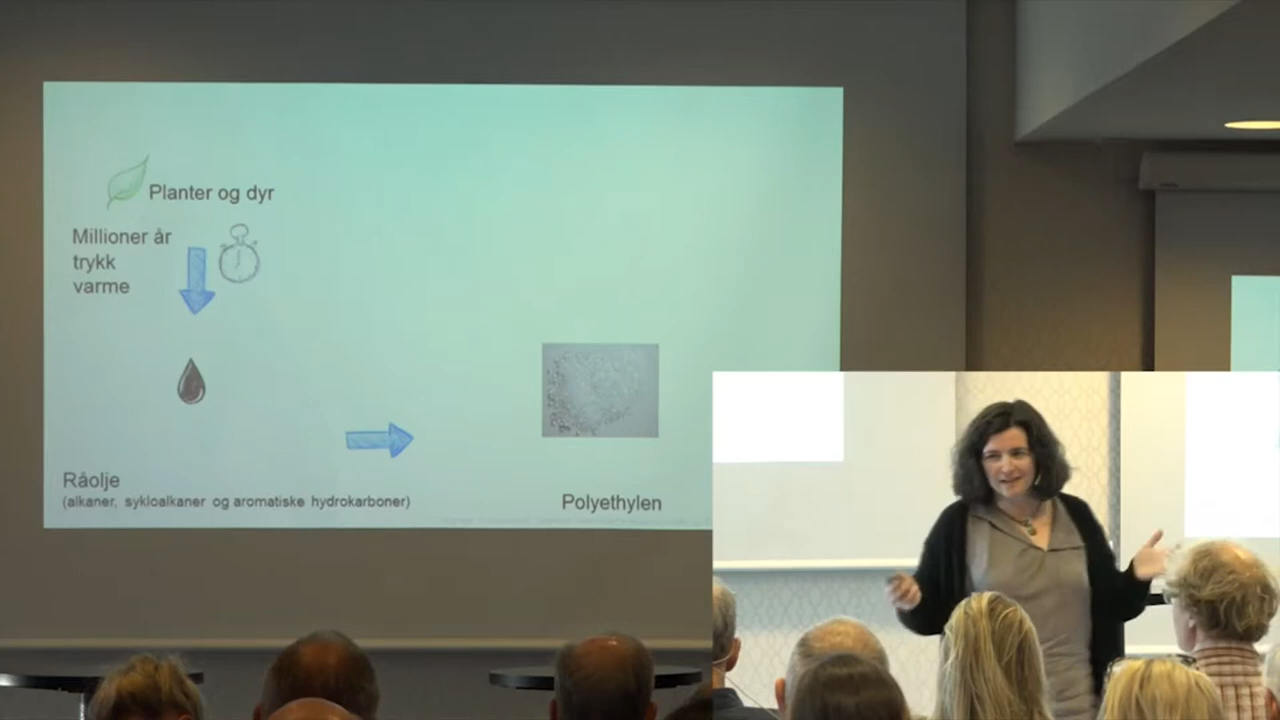 Planter og dyr
Millioner år
trykk
varme
Råolje
(alkaner, sykloalkaner og aromatiske hydrokarboner)
Polyethylen